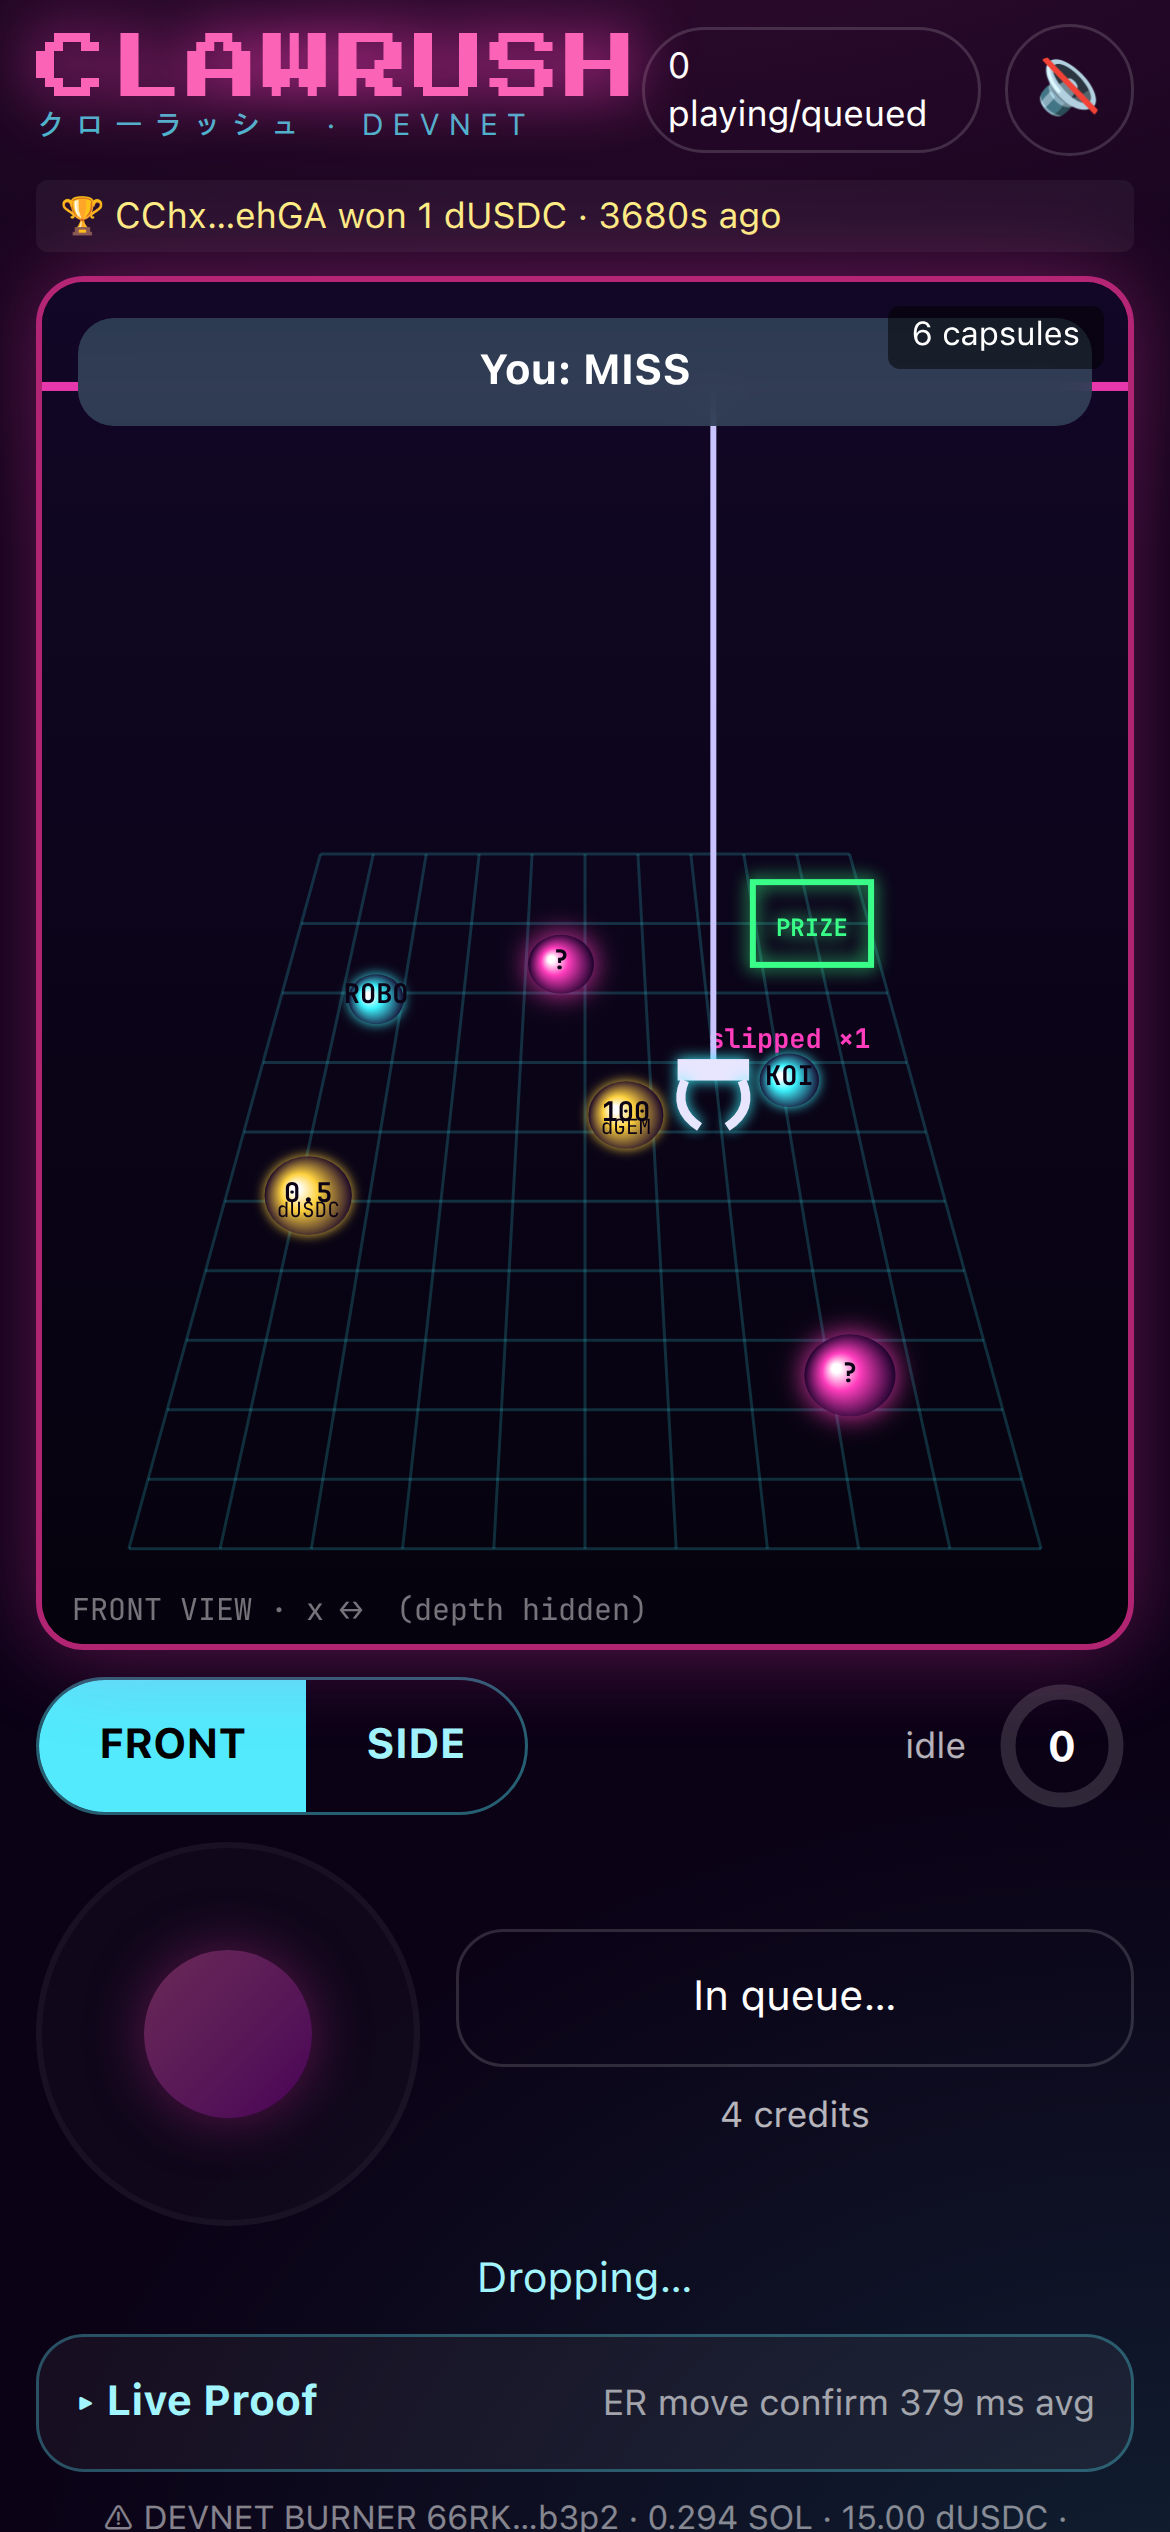 CLAWRUSH
クローラッシュ · DEVNET
0
playing/queued
🏆 CChx...ehGA won 1 dUSDC · 3680s ago
6 capsules
You: MISS
PRIZE
?
ROBO
slipped ×1
KOI
100
dGEM
0.5
dUSDC
?
FRONT VIEW · x ↔ (depth hidden)
FRONT
SIDE
idle
0
In queue...
4 credits
Dropping...
▸ Live Proof
ER move confirm 379 ms avg
⚠ DEVNET BURNER 66RK...b3p2 · 0.294 SOL · 15.00 dUSDC ·